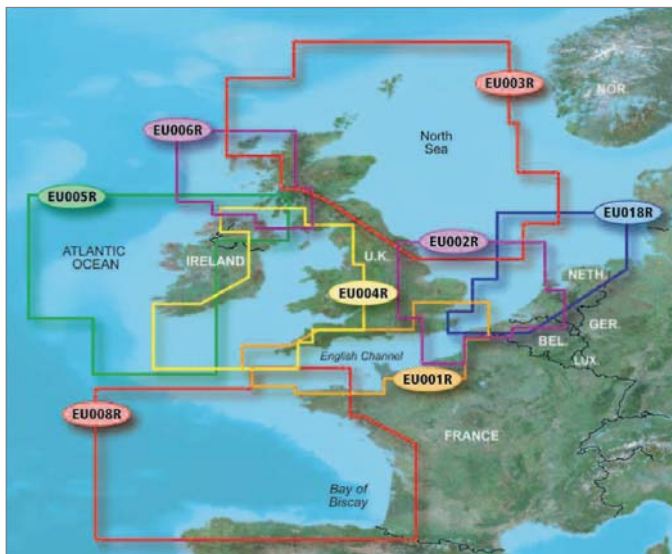 EU003R
NOR.
EU006R
North
Sea
EU005R
EU018R
ATLANTIC
OCEAN
IRELAND
U.K.
EU002R
NETH.
EU004R
GER.
BEL.
English Channel
LUX.
EU001R
EU008R
FRANCE
Bay of
Biscay